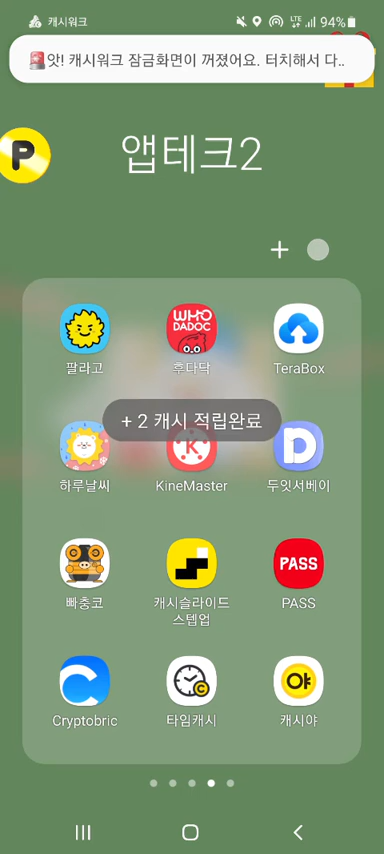 캐시워크
LTE
94%
🚨앗! 캐시워크 잠금화면이 꺼졌어요. 터치해서 다..
P
앱테크2
WHO
DADOC
팔라고
후다닥
TeraBox
+ 2 캐시 적립완료
K
D
하루날씨
KineMaster
두잇서베이
PASS
빠충코
캐시슬라이드
스텝업
PASS
C
야
Cryptobric
타임캐시
캐시야